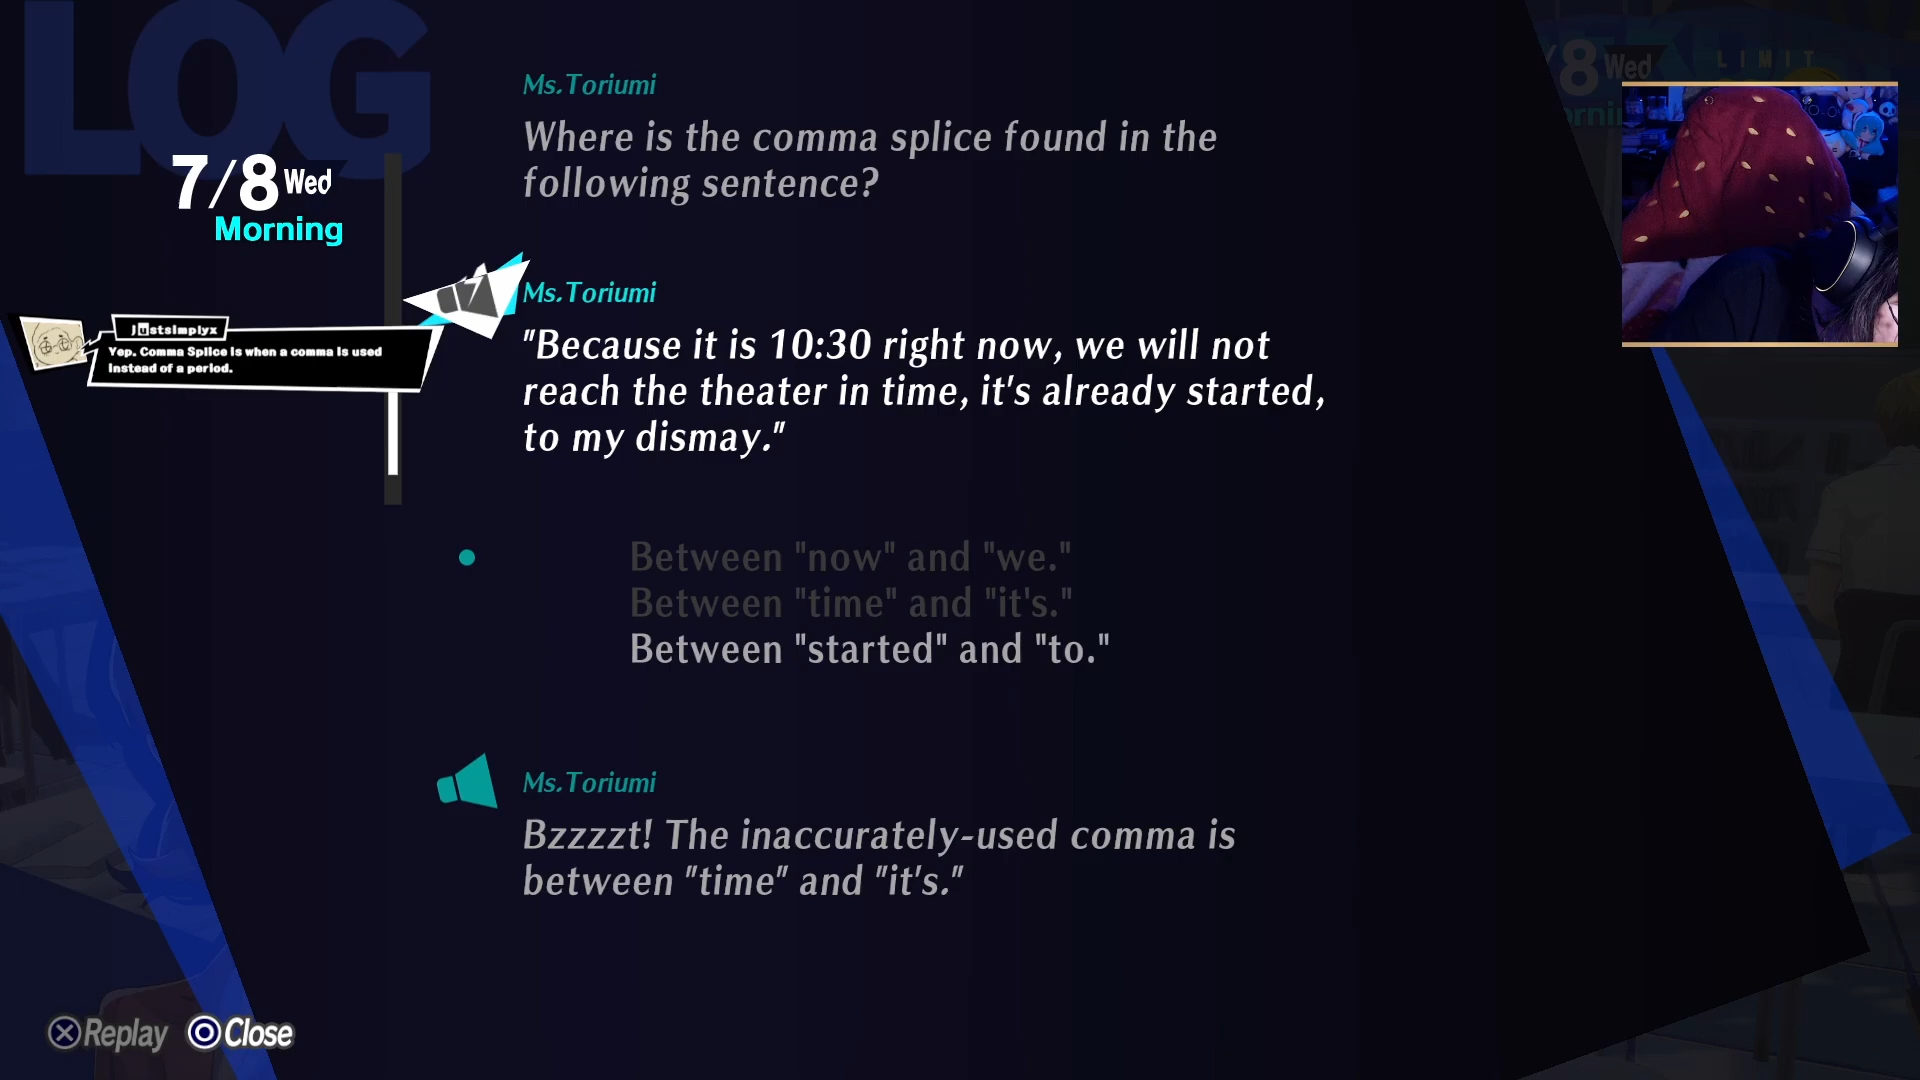 LOG
7/8 Wed
Morning
Ms.Toriumi
Where is the comma splice found in the
following sentence?
Ms.Toriumi
"Because it is 10:30 right now, we will not
reach the theater in time, it's already started,
to my dismay."
Justsimplyx
Yep. Comma Splice is when a comma is used
instead of a period.
Between "now" and "we."
Between "time" and "it's."
Between "started" and "to."
Ms.Toriumi
Bzzzzt! The inaccurately-used comma is
between "time" and "it's."
Replay Close
/8 Wed
LIMIT